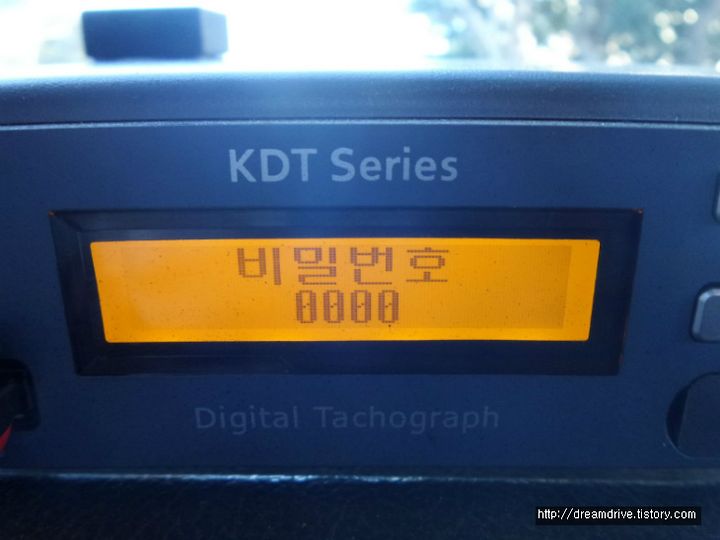 KDT Series
비밀번호
0000
Digital Tachograph
http://dreamdrive.tistory.com